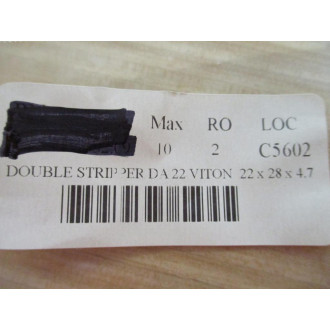 Max RO LOC
10 2 C5602
DOUBLE STRIPPER DA 22 VITON 22 x 28 x 4.7